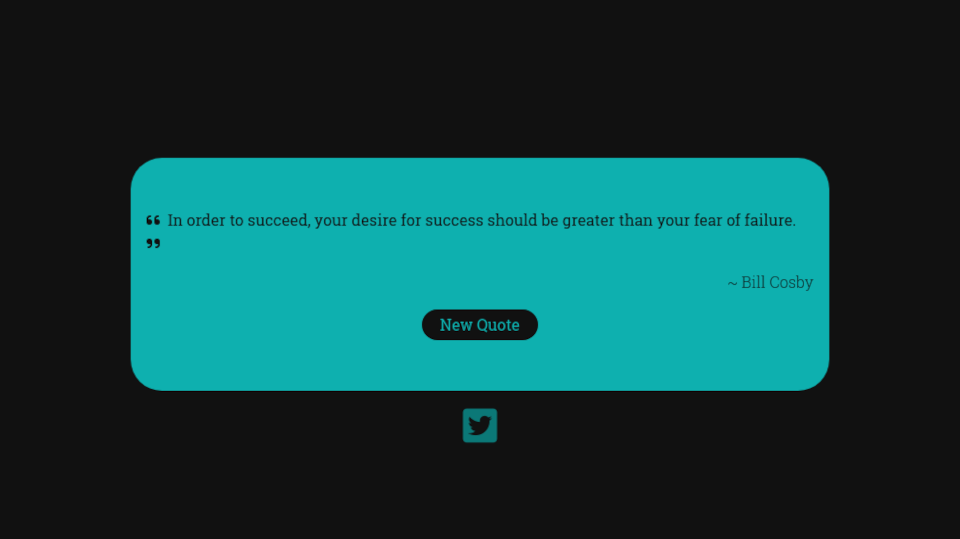 ❝ In order to succeed, your desire for success should be greater than your fear of failure.
❞
~ Bill Cosby
New Quote